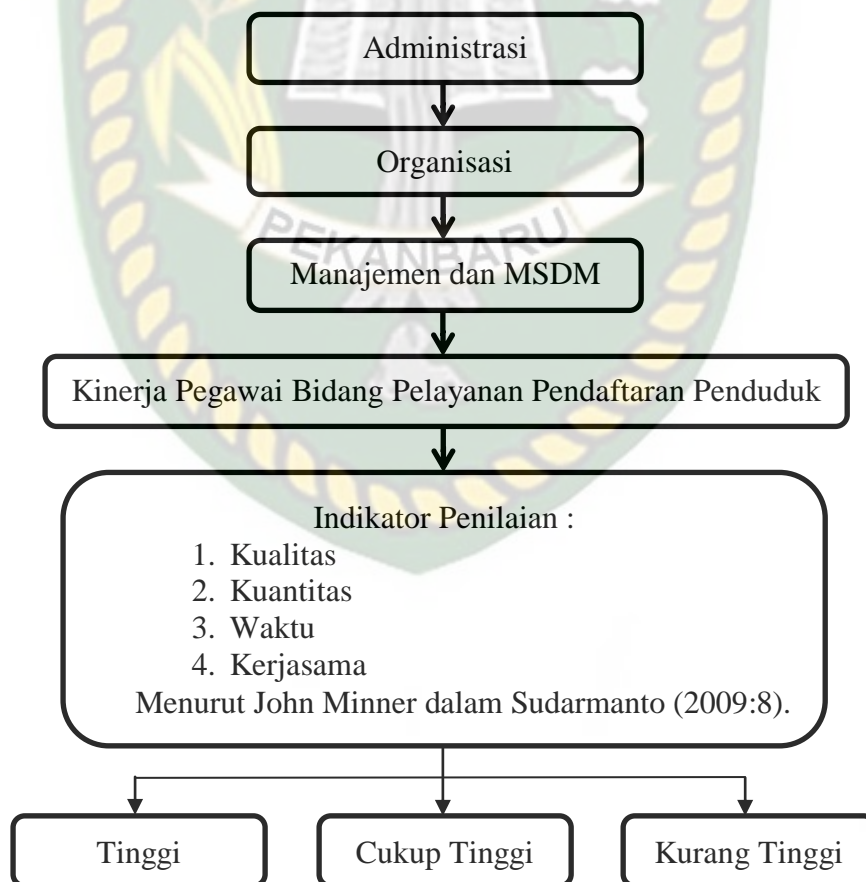 Administrasi
Organisasi
PEKANBARU
Manajemen dan MSDM
Kinerja Pegawai Bidang Pelayanan Pendaftaran Penduduk
Indikator Penilaian :
1. Kualitas
2. Kuantitas
3. Waktu
4. Kerjasama
Menurut John Minner dalam Sudarmanto (2009:8).
Tinggi
Cukup Tinggi
Kurang Tinggi